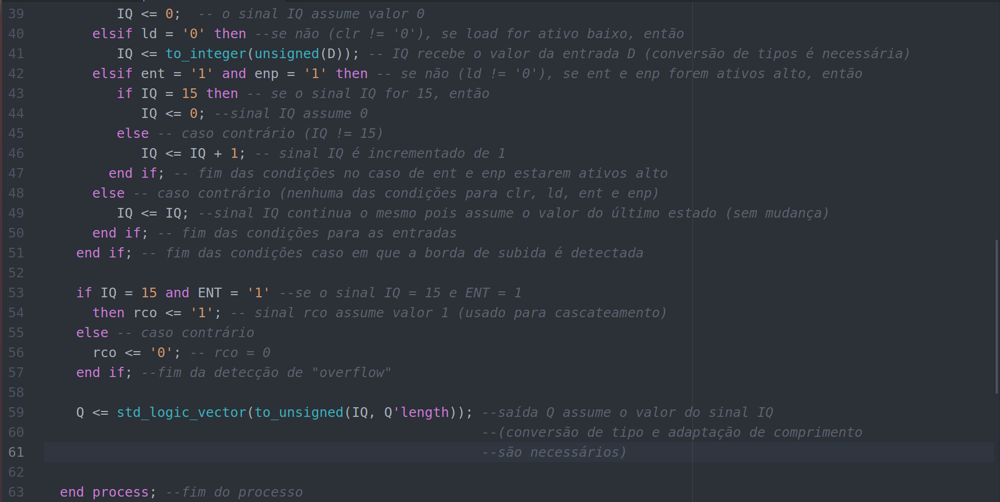 39 IQ <= 0;  -- o sinal IQ assume valor 0
40 elsif ld = '0' then --se não (clr != '0'), se load for ativo baixo, então
41 IQ <= to_integer(unsigned(D)); -- IQ recebe o valor da entrada D (conversão de tipos é necessária)
42 elsif ent = '1' and enp = '1' then -- se não (ld != '0'), se ent e enp forem ativos alto, então
43 if IQ = 15 then -- se o sinal IQ for 15, então
44 IQ <= 0; --sinal IQ assume 0
45 else -- caso contrário (IQ != 15)
46 IQ <= IQ + 1; -- sinal IQ é incrementado de 1
47 end if; -- fim das condições no caso de ent e enp estarem ativos alto
48 else -- caso contrário (nenhuma das condições para clr, ld, ent e enp)
49 IQ <= IQ; --sinal IQ continua o mesmo pois assume o valor do último estado (sem mudança)
50 end if; -- fim das condições para as entradas
51 end if; -- fim das condições caso em que a borda de subida é detectada
52
53 if IQ = 15 and ENT = '1' --se o sinal IQ = 15 e ENT = 1
54 then rco <= '1'; -- sinal rco assume valor 1 (usado para cascateamento)
55 else -- caso contrário
56 rco <= '0'; -- rco = 0
57 end if; --fim da detecção de "overflow"
58
59 Q <= std_logic_vector(to_unsigned(IQ, Q'length)); --saída Q assume o valor do sinal IQ
60 --(conversão de tipo e adaptação de comprimento
61 --são necessários)
62
63 end process; --fim do processo